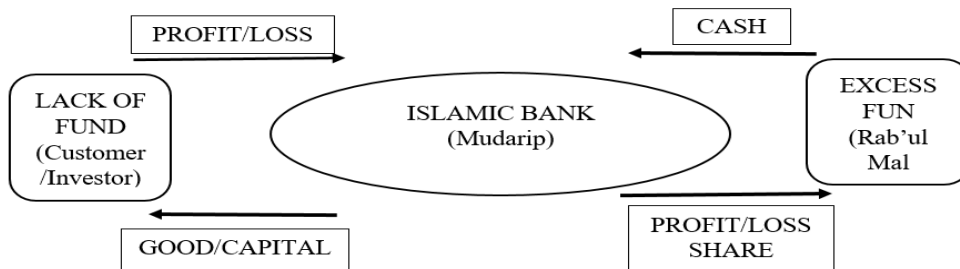 PROFIT/LOSS
CASH
LACK OF
FUND
(Customer
/Investor)
ISLAMIC BANK
(Mudarip)
EXCESS
FUN
(Rab’ul
Mal
GOOD/CAPITAL
PROFIT/LOSS
SHARE